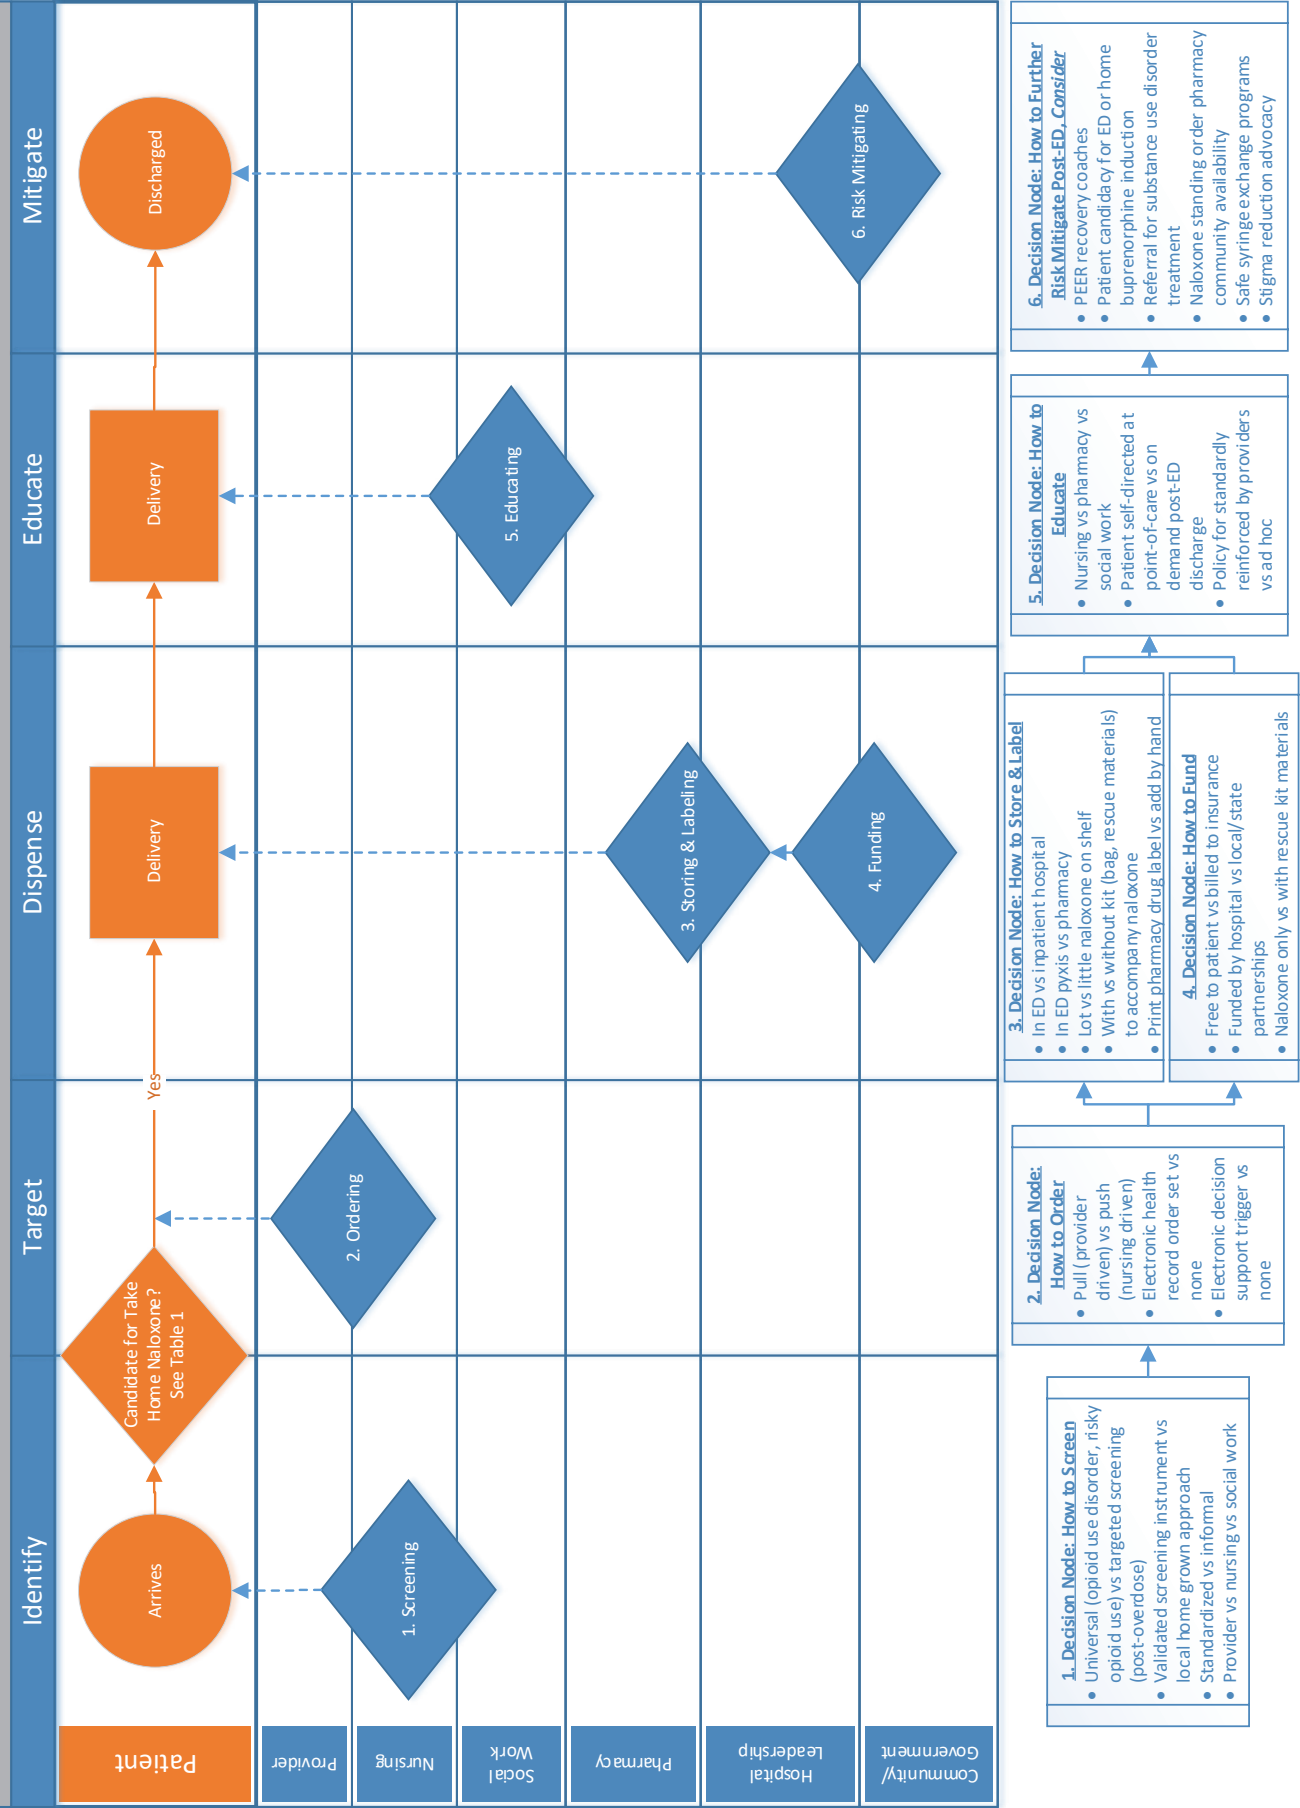 Identify
Target
Dispense
Educate
Mitigate
Patient
Arrives
Candidate for Take
Home Naloxone?
See Table 1
Yes
Delivery
Delivery
Discharged
Provider
Nursing
Social
Work
Pharmacy
Hospital
Leadership
Community/
Government
1. Screening
2. Ordering
3. Storing & Labeling
4. Funding
5. Educating
6. Risk Mitigating
1. Decision Node: How to Screen
• Universal (opioid use disorder, risky
opioid use) vs targeted screening
(post-overdose)
• Validated screening instrument vs
local home grown approach
• Standardized vs informal
• Provider vs nursing vs social work
2. Decision Node:
How to Order
• Pull (provider
driven) vs push
(nursing driven)
• Electronic health
record order set vs
none
• Electronic decision
support trigger vs
none
3. Decision Node: How to Store & Label
• In ED vs inpatient hospital
• In ED pyxis vs pharmacy
• Lot vs little naloxone on shelf
• With vs without kit (bag, rescue materials)
to accompany naloxone
• Print pharmacy drug label vs add by hand
4. Decision Node: How to Fund
• Free to patient vs billed to insurance
• Funded by hospital vs local/state
partnerships
• Naloxone only vs with rescue kit materials
5. Decision Node: How to
Educate
• Nursing vs pharmacy vs
social work
• Patient self-directed at
point-of-care vs on
demand post-ED
discharge
• Policy for standardly
reinforced by providers
vs ad hoc
6. Decision Node: How to Further
Risk Mitigate Post-ED, Consider
• PEER recovery coaches
• Patient candidacy for ED or home
buprenorphine induction
• Referral for substance use disorder
treatment
• Naloxone standing order pharmacy
community availability
• Safe syringe exchange programs
• Stigma reduction advocacy